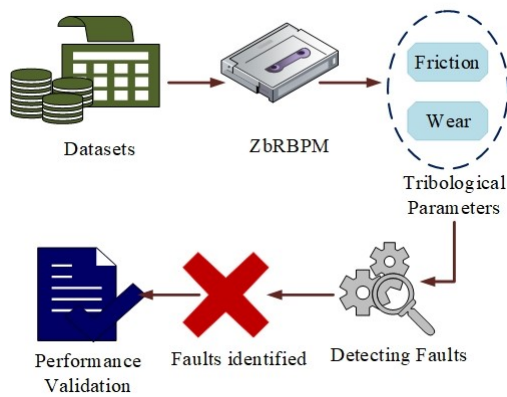 Friction
Wear
Datasets
ZbRBPM
Tribological
Parameters
Performance
Validation
Faults identified
Detecting Faults